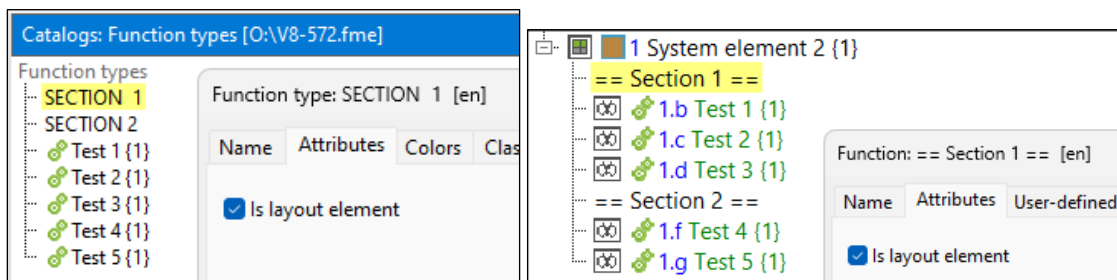 Catalogs: Function types [O:\V8-572.fme]
Function types
SECTION 1
SECTION 2
Test 1 {1}
Test 2 {1}
Test 3 {1}
Test 4 {1}
Test 5 {1}
Function type: SECTION 1 [en]
Name Attributes Colors Clas
Is layout element
1 System element 2 {1}
== Section 1 ==
1.b Test 1 {1}
1.c Test 2 {1}
1.d Test 3 {1}
== Section 2 ==
1.f Test 4 {1}
1.g Test 5 {1}
Function: == Section 1 == [en]
Name Attributes User-defined
Is layout element